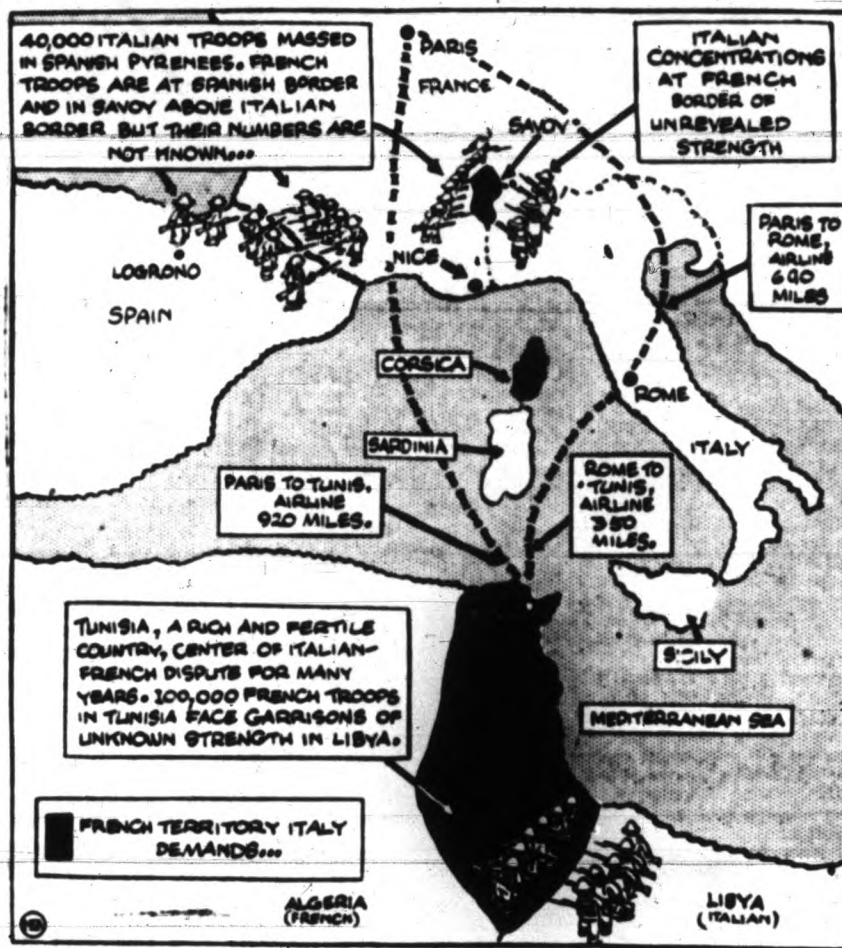 40,000 ITALIAN TROOPS MASSED
IN SPANISH PYRENEES. FRENCH
TROOPS ARE AT SPANISH BORDER
AND IN SAVOY ABOVE ITALIAN
BORDER BUT THEIR NUMBERS ARE
NOT KNOWN...
PARIS
FRANCE
SAVOY
ITALIAN
CONCENTRATIONS
AT FRENCH
BORDER OF
UNREVEALED
STRENGTH
LOGRONO
SPAIN
NICE
PARIS TO
ROME,
AIRLINE
690
MILES
CORSICA
SARDINIA
ROME
ITALY
PARIS TO TUNIS.
AIRLINE
920 MILES.
ROME TO
TUNIS,
AIRLINE
350
MILES.
SICILY
TUNISIA, A RICH AND FERTILE
COUNTRY, CENTER OF ITALIAN-
FRENCH DISPUTE FOR MANY
YEARS. 100,000 FRENCH TROOPS
IN TUNISIA FACE GARRISONS OF
UNKNOWN STRENGTH IN LIBYA.
MEDITERRANEAN SEA
FRENCH TERRITORY ITALY
DEMANDS...
ALGERIA
(FRENCH)
LIBYA
(ITALIAN)